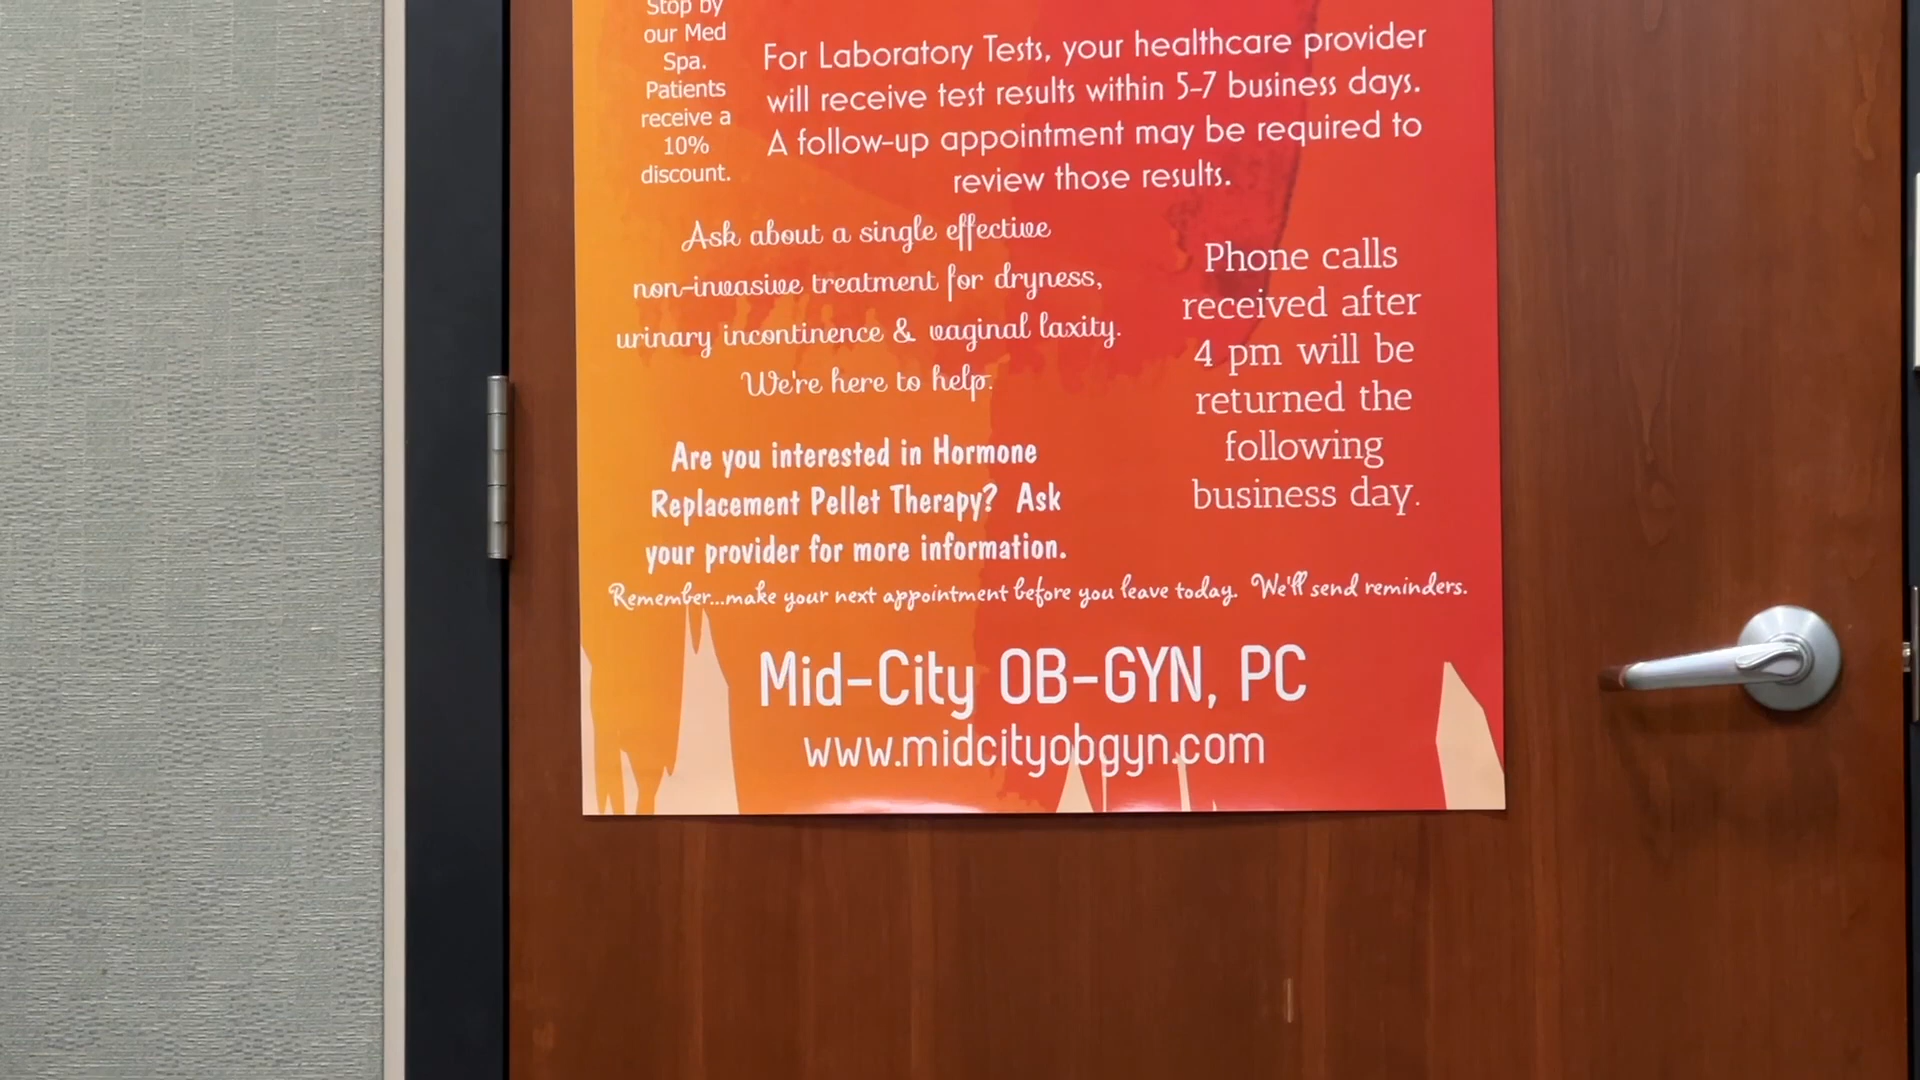 Stop by
our Med
Spa.
Patients
receive a
10%
discount.
For Laboratory Tests, your healthcare provider
will receive test results within 5-7 business days.
A follow-up appointment may be required to
review those results.
Ask about a single effective
non-invasive treatment for dryness,
urinary incontinence & vaginal laxity.
We're here to help.
Phone calls
received after
4 pm will be
returned the
following
business day.
Are you interested in Hormone
Replacement Pellet Therapy? Ask
your provider for more information.
Remember...make your next appointment before you leave today. We'll send reminders.
Mid-City OB-GYN, PC
www.midcityobgyn.com